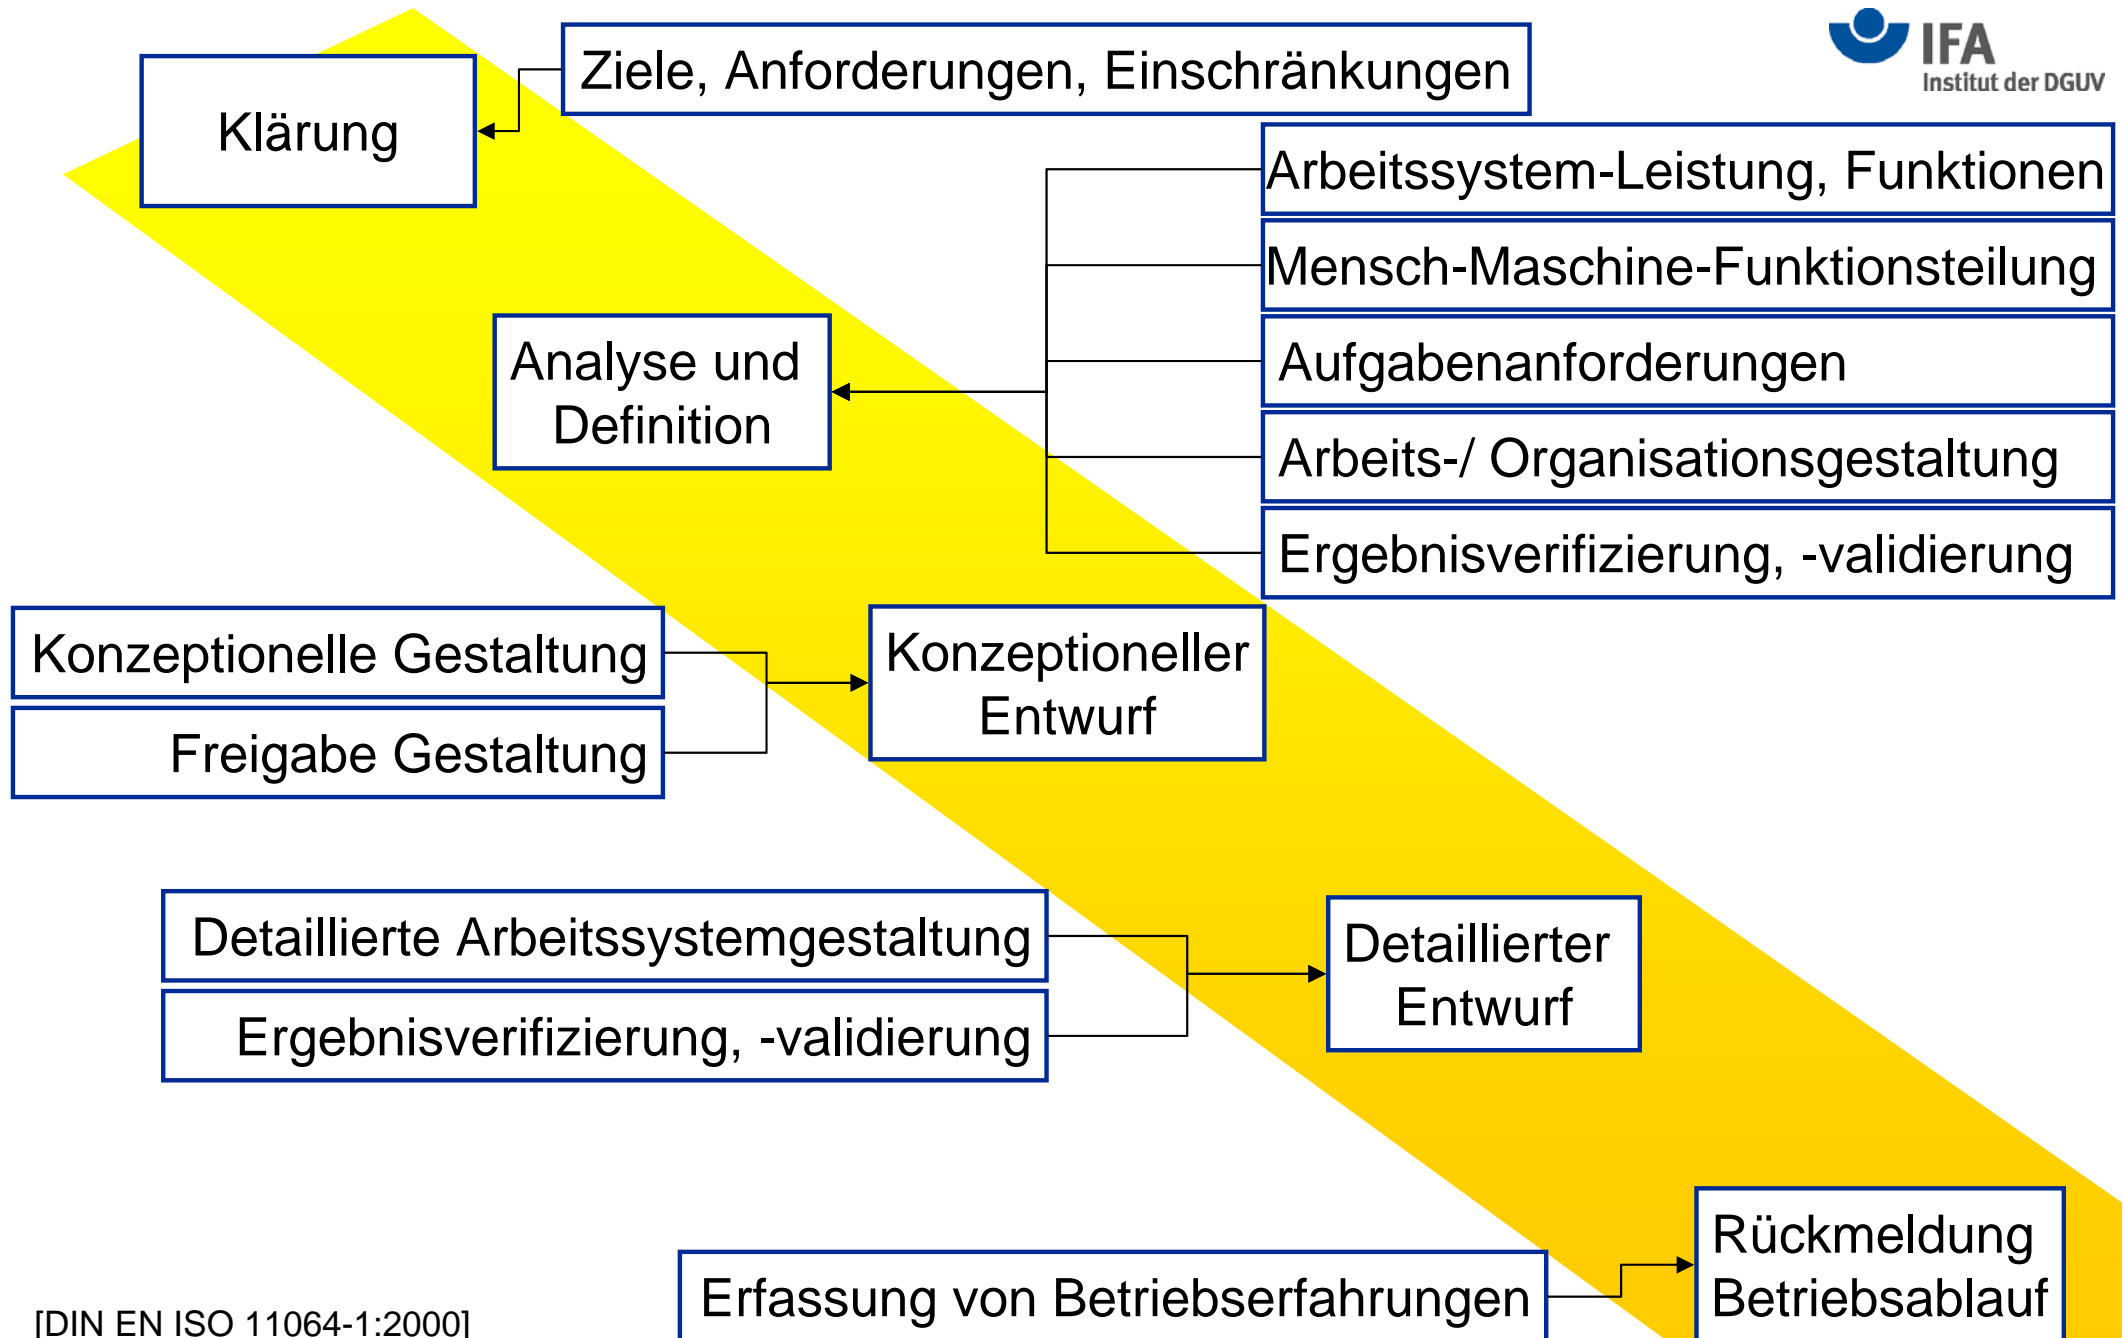 Klärung
Ziele, Anforderungen, Einschränkungen
IFA
Institut der DGUV
Arbeitssystem-Leistung, Funktionen
Mensch-Maschine-Funktionsteilung
Aufgabenanforderungen
Arbeits-/ Organisationsgestaltung
Ergebnisverifizierung, -validierung
Analyse und
Definition
Konzeptionelle Gestaltung
Freigabe Gestaltung
Konzeptioneller
Entwurf
Detaillierte Arbeitssystemgestaltung
Ergebnisverifizierung, -validierung
Detaillierter
Entwurf
Erfassung von Betriebserfahrungen
Rückmeldung
Betriebsablauf
[DIN EN ISO 11064-1:2000]